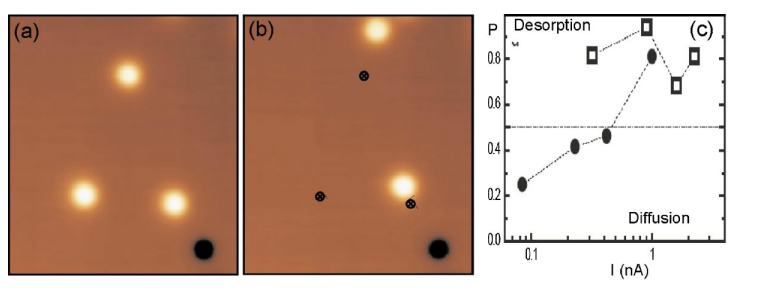 (a)
(b)
(c)
P
Desorption
0.8
0.6
0.4
0.2
0.0
Diffusion
0.1
1
I (nA)